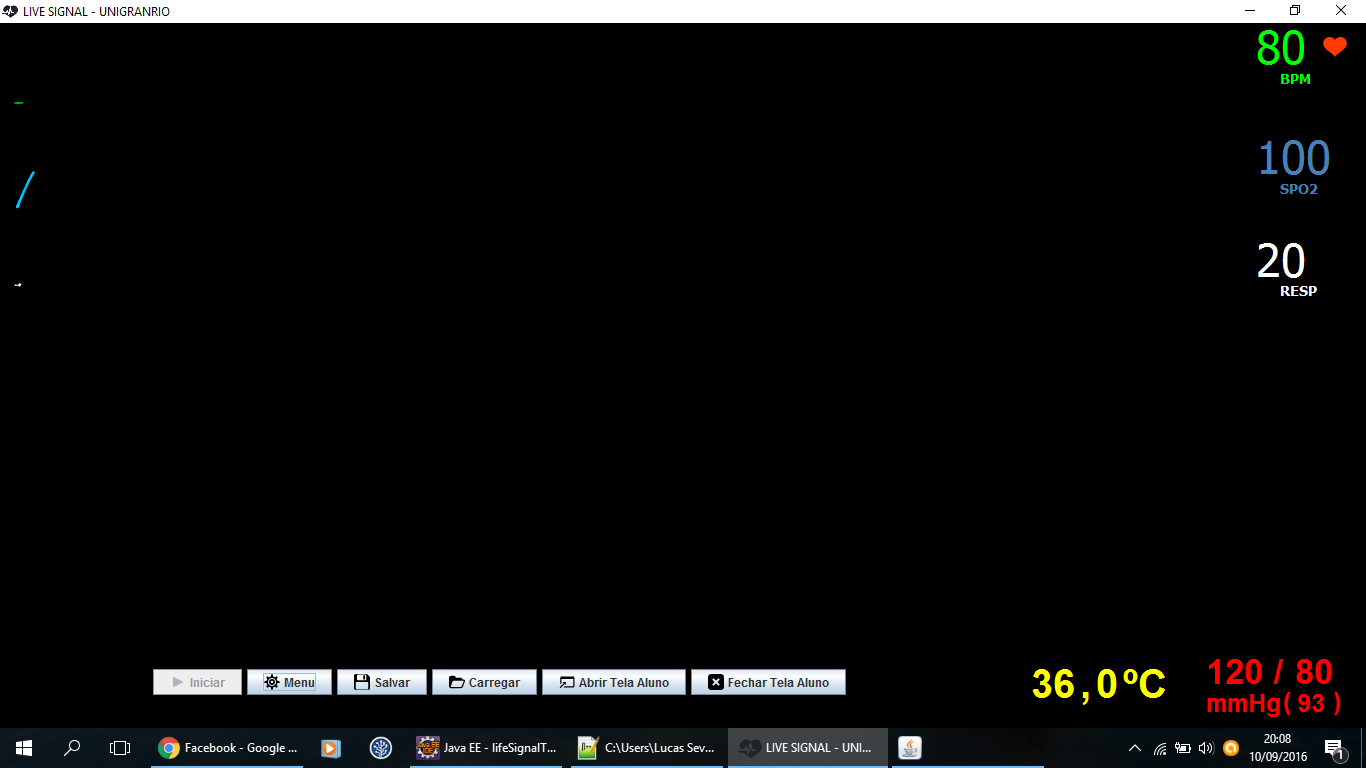 LIVE SIGNAL - UNIGRANRIO
80
BPM
100
SPO2
20
RESP
Iniciar
Menu
Salvar
Carregar
Abrir Tela Aluno
Fechar Tela Aluno
36,0ºC
120 / 80
mmHg( 93 )
Facebook - Google ...
Java EE - lifeSignalT...
C:\Users\Lucas Sev...
LIVE SIGNAL - UNI...
20:08
10/09/2016
1